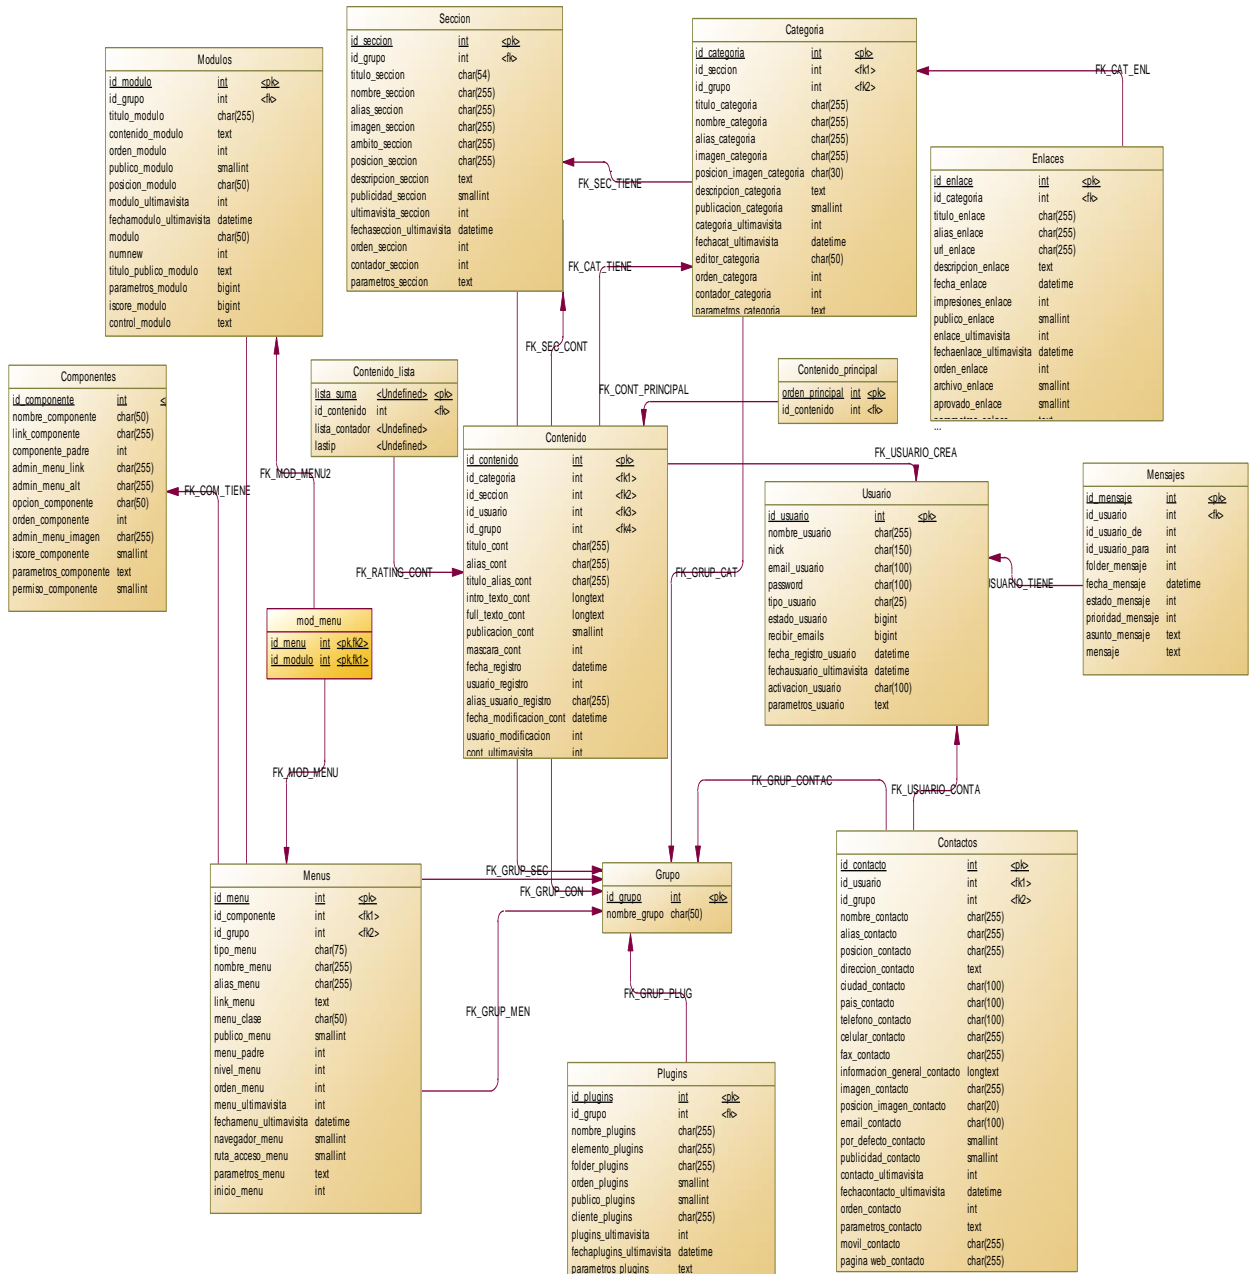 Seccion
id_seccion int <pk>
id_grupo int <fk>
titulo_seccion char(54)
nombre_seccion char(255)
alias_seccion char(255)
imagen_seccion char(255)
ambito_seccion char(255)
posicion_seccion char(255)
descripcion_seccion text
publicidad_seccion smallint
ultimavisita_seccion int
fechaseccion_ultimavisita datetime
orden_seccion int
contador_seccion int
parametros_seccion text
Categoria
id_categoria int <pk>
id_seccion int <fk1>
id_grupo int <fk2>
titulo_categoria char(255)
nombre_categoria char(255)
alias_categoria char(255)
imagen_categoria char(255)
posicion_imagen_categoria char(30)
descripcion_categoria text
publicacion_categoria smallint
categoria_ultimavisita int
fechacat_ultimavisita datetime
editor_categoria char(50)
orden_categora int
contador_categoria int
parametros_categoria text
Modulos
id_modulo int <pk>
id_grupo int <fk>
titulo_modulo char(255)
contenido_modulo text
orden_modulo int
publico_modulo smallint
posicion_modulo char(50)
modulo_ultimavisita int
fechamodulo_ultimavisita datetime
modulo char(50)
numnew int
titulo_publico_modulo text
parametros_modulo bigint
iscore_modulo bigint
control_modulo text
FK_CAT_ENL
Enlaces
id_enlace int <pk>
id_categoria int <fk>
titulo_enlace char(255)
alias_enlace char(255)
url_enlace char(255)
descripcion_enlace text
fecha_enlace datetime
impresiones_enlace int
publico_enlace smallint
enlace_ultimavisita int
fechaenlace_ultimavisita datetime
orden_enlace int
archivo_enlace smallint
aprovado_enlace smallint
parametros_enlace text
...
FK_SEC_TIENE
FK_CAT_TIENE
FK_SEC_CONT
Componentes
id_componente int <
nombre_componente char(50)
link_componente char(255)
componente_padre int
admin_menu_link char(255)
admin_menu_alt char(255)
opcion_componente char(50)
orden_componente int
admin_menu_imagen char(255)
iscore_componente smallint
parametros_componente text
permiso_componente smallint
Contenido_lista
lista_suma <Undefined> <pk>
id_contenido int <fk>
lista_contador <Undefined>
lastip <Undefined>
Contenido_principal
orden_principal int <pk>
id_contenido int <fk>
FK_CONT_PRINCIPAL
FK_MOD_MENU2
FK_COM_TIENE
FK_RATING_CONT
Contenido
id_contenido int <pk>
id_categoria int <fk1>
id_seccion int <fk2>
id_usuario int <fk3>
id_grupo int <fk4>
titulo_cont char(255)
alias_cont char(255)
titulo_alias_cont char(255)
intro_texto_cont longtext
full_texto_cont longtext
publicacion_cont smallint
mascara_cont int
fecha_registro datetime
usuario_registro int
alias_usuario_registro char(255)
fecha_modificacion_cont datetime
usuario_modificacion int
cont_ultimavisita int
FK_USUARIO_CREA
FK_GRUP_CAT
Usuario
id_usuario int <pk>
nombre_usuario char(255)
nick char(150)
email_usuario char(100)
password char(100)
tipo_usuario char(25)
estado_usuario bigint
recibir_emails bigint
fecha_registro_usuario datetime
fechausuario_ultimavisita datetime
activacion_usuario char(100)
parametros_usuario text
USUARIO_TIENE
Mensajes
id_mensaje int <pk>
id_usuario int <fk>
id_usuario_de int
id_usuario_para int
folder_mensaje int
fecha_mensaje datetime
estado_mensaje int
prioridad_mensaje int
asunto_mensaje text
mensaje text
mod_menu
id_menu int <pk,fk2>
id_modulo int <pk,fk1>
FK_MOD_MENU
FK_GRUP_CONTAC
FK_USUARIO_CONTA
Menus
id_menu int <pk>
id_componente int <fk1>
id_grupo int <fk2>
tipo_menu char(75)
nombre_menu char(255)
alias_menu char(255)
link_menu text
menu_clase char(50)
publico_menu smallint
menu_padre int
nivel_menu int
orden_menu int
menu_ultimavisita int
fechamenu_ultimavisita datetime
navegador_menu smallint
ruta_acceso_menu smallint
parametros_menu text
inicio_menu int
FK_GRUP_SEC
FK_GRUP_CON
FK_GRUP_MEN
Grupo
id_grupo int <pk>
nombre_grupo char(50)
FK_GRUP_PLUG
Plugins
id_plugins int <pk>
id_grupo int <fk>
nombre_plugins char(255)
elemento_plugins char(255)
folder_plugins char(255)
orden_plugins smallint
publico_plugins smallint
cliente_plugins char(255)
plugins_ultimavisita int
fechaplugins_ultimavisita datetime
parametros_plugins text
Contactos
id_contacto int <pk>
id_usuario int <fk1>
id_grupo int <fk2>
nombre_contacto char(255)
alias_contacto char(255)
posicion_contacto char(255)
direccion_contacto text
ciudad_contacto char(100)
pais_contacto char(100)
telefono_contacto char(100)
celular_contacto char(255)
fax_contacto char(255)
informacion_general_contacto longtext
imagen_contacto char(255)
posicion_imagen_contacto char(20)
email_contacto char(100)
por_defecto_contacto smallint
publicidad_contacto smallint
contacto_ultimavisita int
fechacontacto_ultimavisita datetime
orden_contacto int
parametros_contacto text
movil_contacto char(255)
pagina web_contacto char(255)